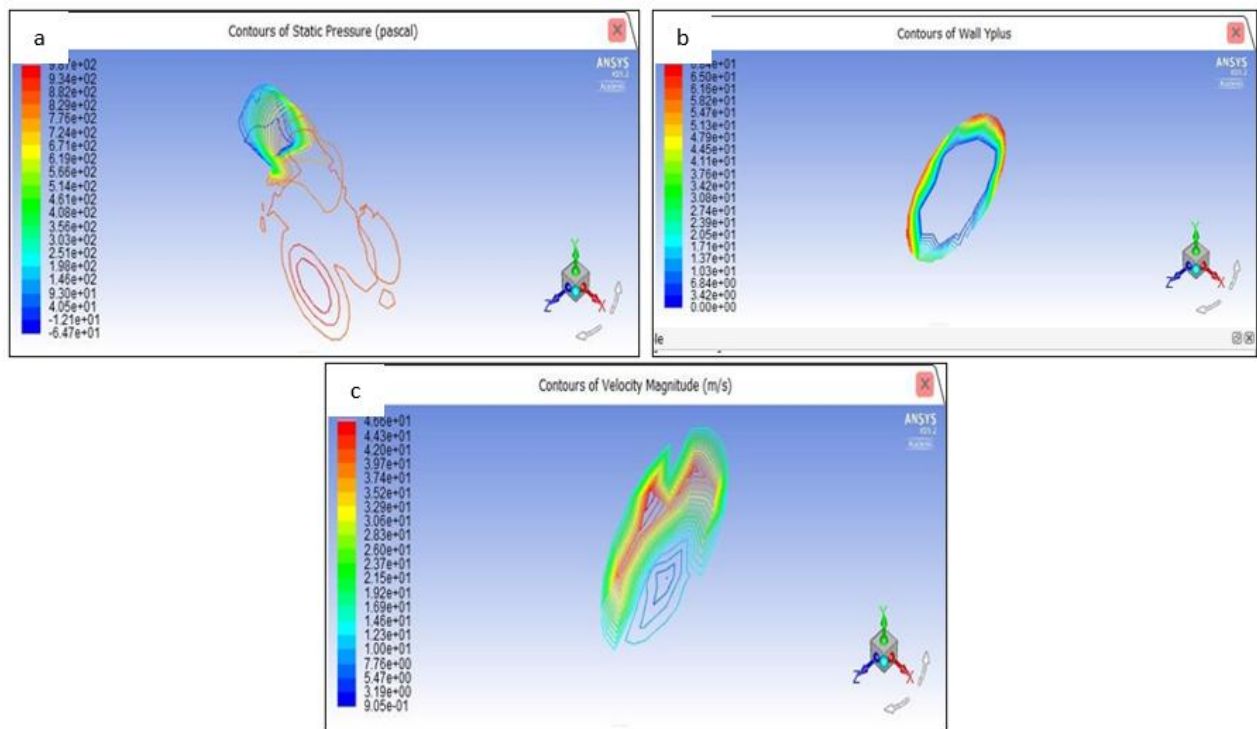 a
Contours of Static Pressure (pascal)
ANSYS
Academic
9.87e+02
9.34e+02
8.82e+02
8.29e+02
7.76e+02
7.24e+02
6.71e+02
6.19e+02
5.66e+02
5.14e+02
4.61e+02
4.08e+02
3.56e+02
3.03e+02
2.51e+02
1.98e+02
1.46e+02
9.30e+01
4.05e+01
-1.21e+01
-6.47e+01
Y
Z
X
b
Contours of Wall Yplus
ANSYS
Academic
6.84e+01
6.50e+01
6.16e+01
5.82e+01
5.47e+01
5.13e+01
4.79e+01
4.45e+01
4.11e+01
3.76e+01
3.42e+01
3.08e+01
2.74e+01
2.39e+01
2.05e+01
1.71e+01
1.37e+01
1.03e+01
6.84e+00
3.42e+00
0.00e+00
Y
Z
X
le
c
Contours of Velocity Magnitude (m/s)
ANSYS
Academic
4.66e+01
4.43e+01
4.20e+01
3.97e+01
3.74e+01
3.52e+01
3.29e+01
3.06e+01
2.83e+01
2.60e+01
2.37e+01
2.15e+01
1.92e+01
1.69e+01
1.46e+01
1.23e+01
1.00e+01
7.76e+00
5.47e+00
3.19e+00
9.05e-01
Y
Z
X